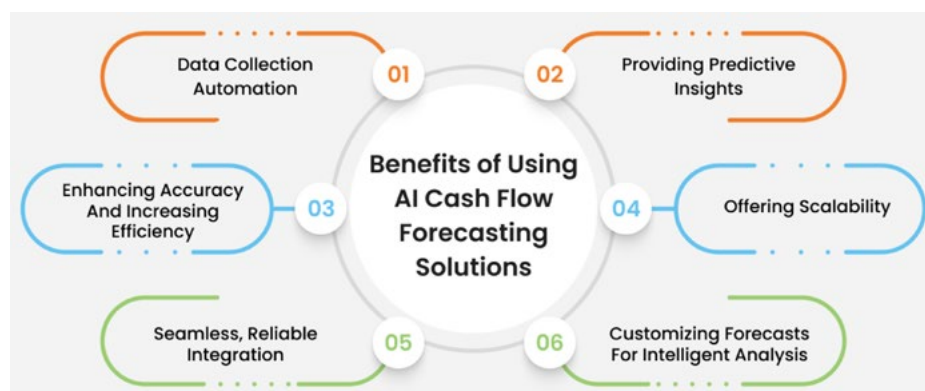 Data Collection
Automation
01
02
Providing Predictive
Insights
Benefits of Using
AI Cash Flow
Forecasting
Solutions
Enhancing Accuracy
And Increasing
Efficiency
03
04
Offering Scalability
Seamless, Reliable
Integration
05
06
Customizing Forecasts
For Intelligent Analysis